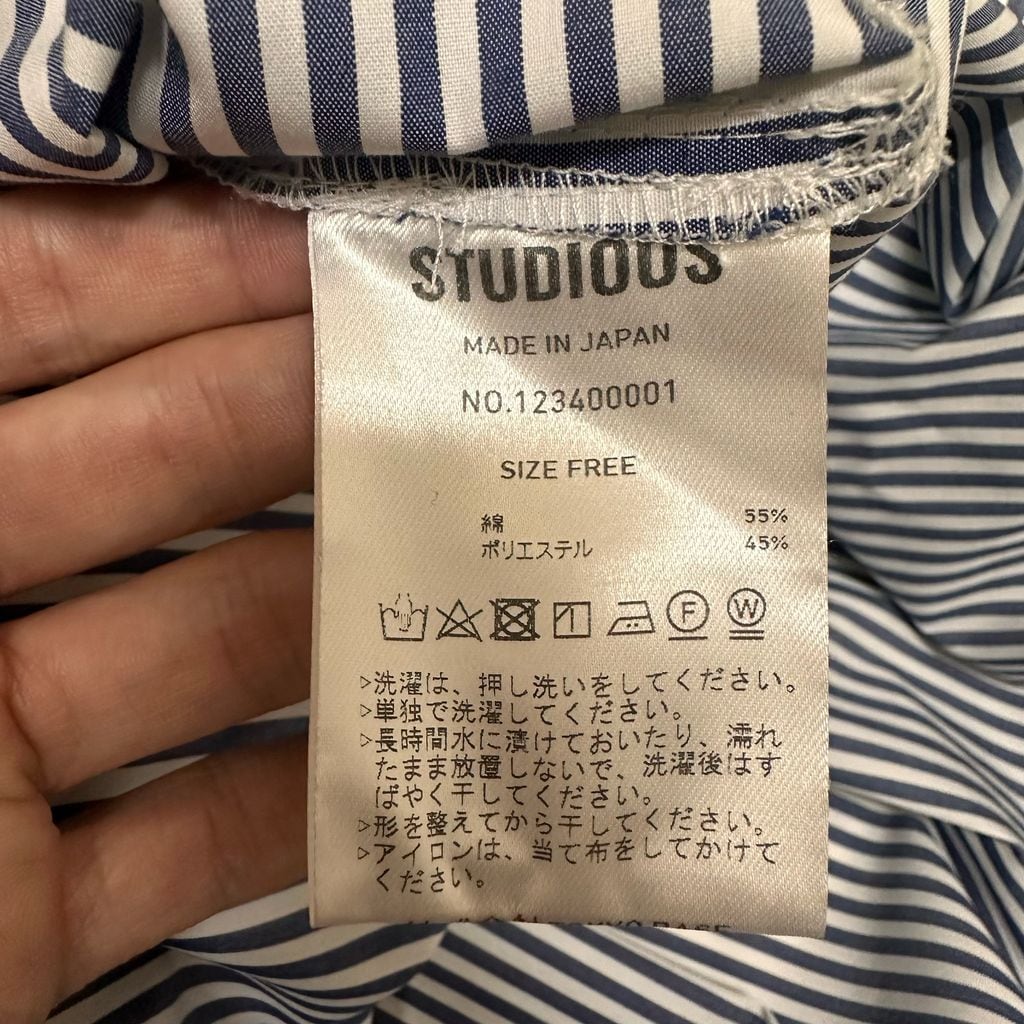 STUDIOUS
MADE IN JAPAN
NO.123400001
SIZE FREE
綿 55%
ポリエステル 45%
F W
▷洗濯は、押し洗いをしてください。
▷単独で洗濯してください。
▷長時間水に漬けておいたり、濡れ
たまま放置しないで、洗濯後はす
ばやく干してください。
▷形を整えてから干してください。
▷アイロンは、当て布をしてかけて
ください。